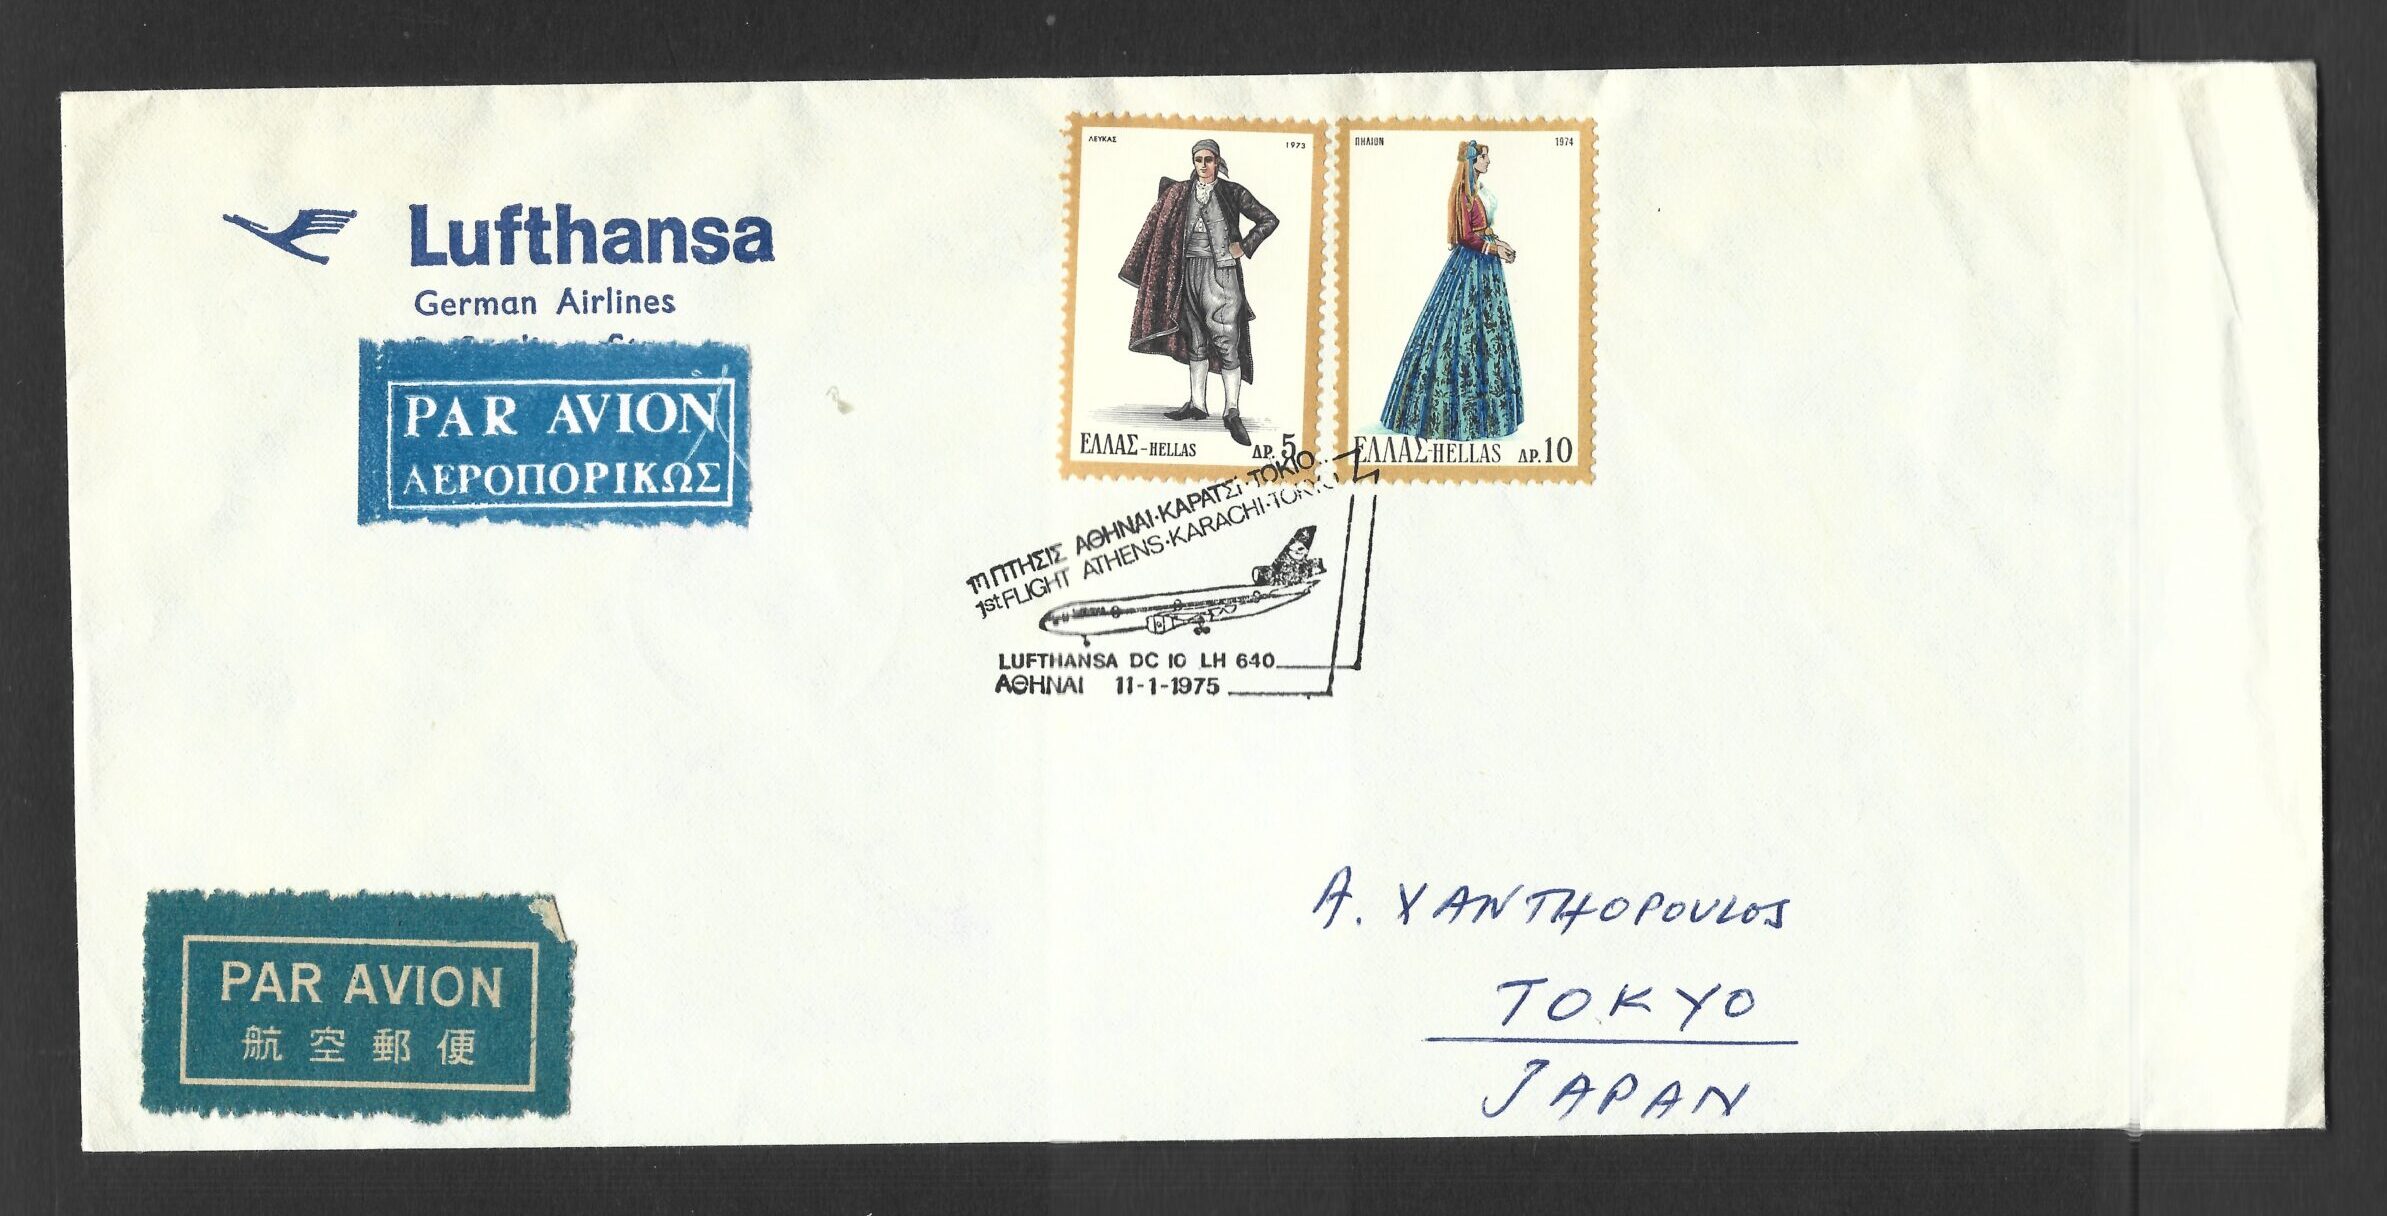 Lufthansa
German Airlines
PAR AVION
ΑΕΡΟΠΟΡΙΚΩΣ
ΛΕΥΚΑΣ 1973
ΕΛΛΑΣ-HELLAS ΔΡ. 5
ΠΗΛΙΟΝ 1974
ΕΛΛΑΣ-HELLAS ΔΡ. 10
1η ΠΤΗΣΙΣ ΑΘΗΝΑΙ·ΚΑΡΑΤΣΙ·ΤΟΚΙΟ
1st FLIGHT ATHENS·KARACHI·TOKYO
LUFTHANSA DC 10 LH 640
ΑΘΗΝΑΙ 11-1-1975
A. XANTHOPOULOS
TOKYO
JAPAN
PAR AVION
航空郵便